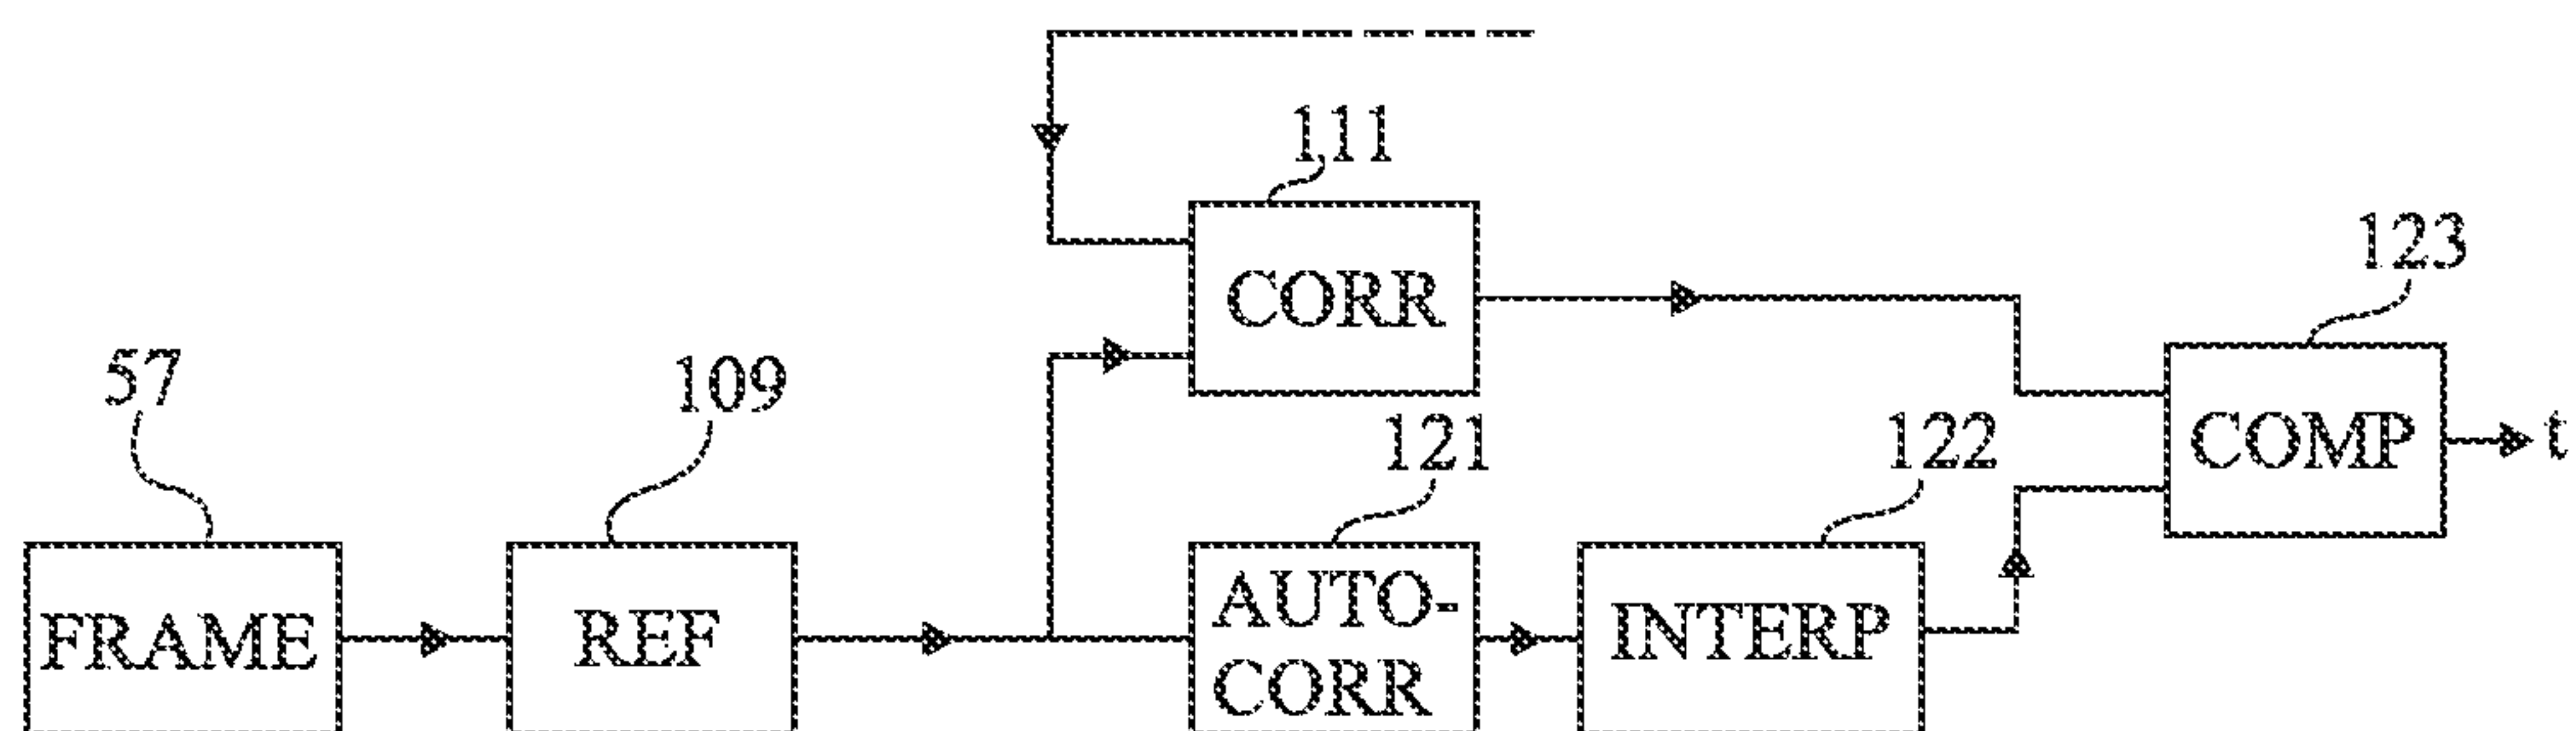 111
CORR
123
COMP
t
57
FRAME
109
REF
121
AUTO-
CORR
122
INTERP